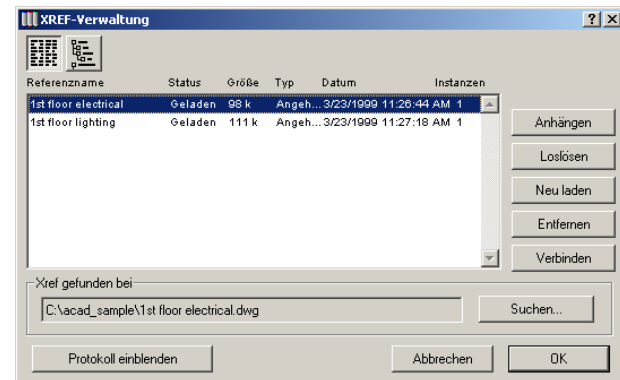 XREF-Verwaltung
Referenzname Status Größe Typ Datum Instanzen
1st floor electrical Geladen 98 k Angeh... 3/23/1999 11:26:44 AM 1
1st floor lighting Geladen 111 k Angeh... 3/23/1999 11:27:18 AM 1
Anhängen
Loslösen
Neu laden
Entfernen
Verbinden
Xref gefunden bei
C:\acad_sample\1st floor electrical.dwg
Suchen...
Protokoll einblenden
Abbrechen
OK